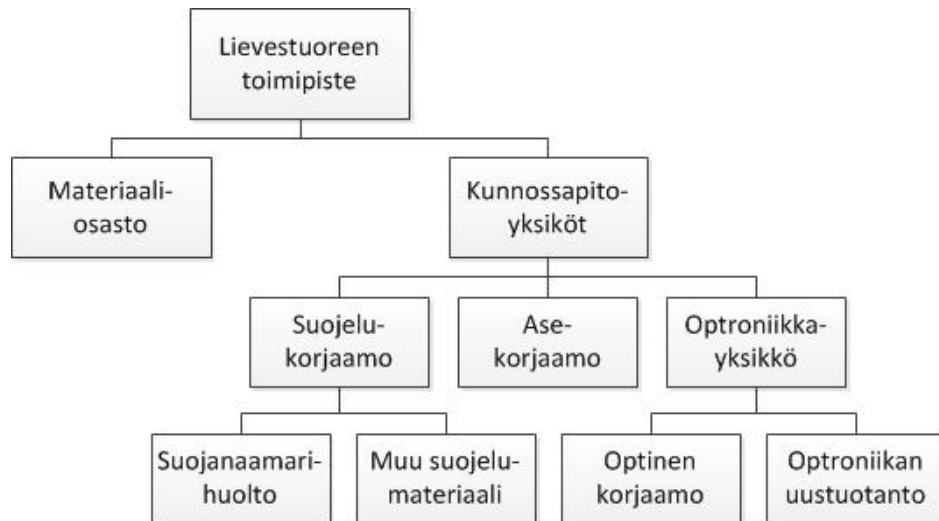 Lievestuoreen
toimipiste
Materiaali-
osasto
Kunnossapito-
yksiköt
Suojelu-
korjaamo
Ase-
korjaamo
Optroniikka-
yksikkö
Suojanaamari-
huolto
Muu suojelu-
materiaali
Optinen
korjaamo
Optroniikan
uustuotanto